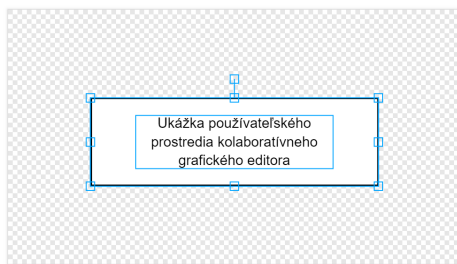 Ukážka používateľského
prostredia kolaboratívneho
grafického editora